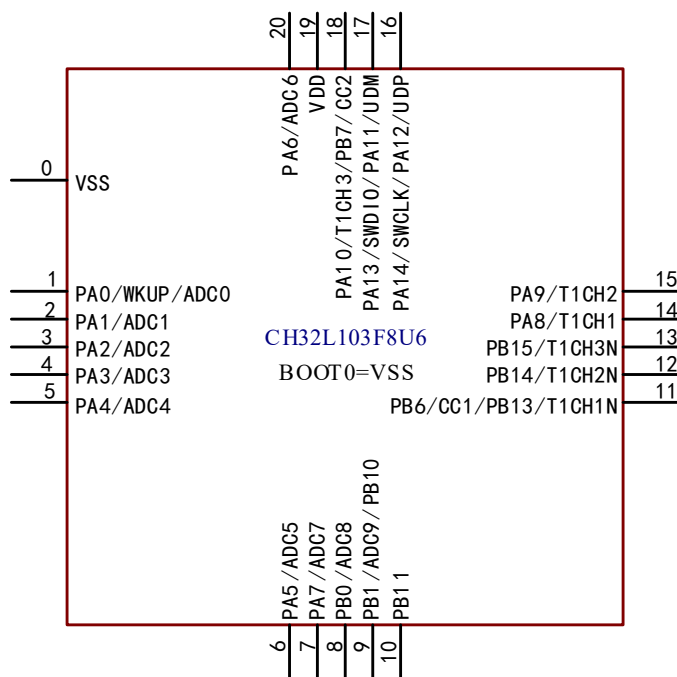 20 19 18 17 16
PA6/ADC6
VDD
PA10/T1CH3/PB7/CC2
PA13/SWDIO/PA11/UDM
PA14/SWCLK/PA12/UDP
0 VSS
1 PA0/WKUP/ADC0
2 PA1/ADC1
3 PA2/ADC2
4 PA3/ADC3
5 PA4/ADC4
CH32L103F8U6
BOOT0=VSS
PA9/T1CH2 15
PA8/T1CH1 14
PB15/T1CH3N 13
PB14/T1CH2N 12
PB6/CC1/PB13/T1CH1N 11
PA5/ADC5
PA7/ADC7
PB0/ADC8
PB1/ADC9/PB10
PB11
6 7 8 9 10